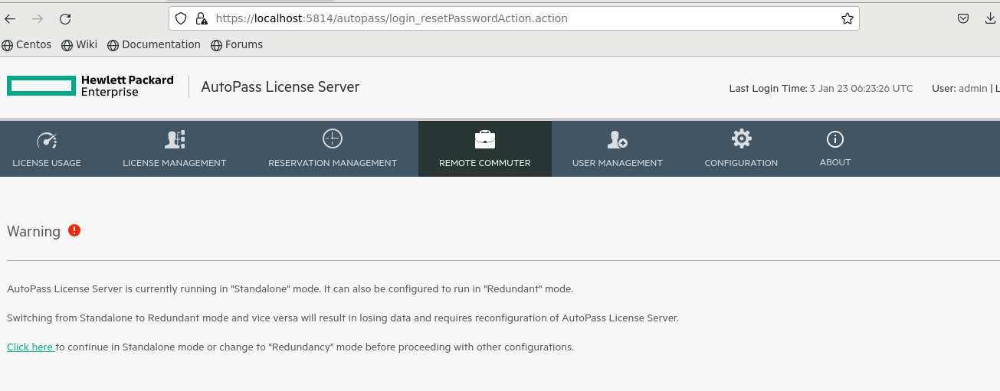 https://localhost:5814/autopass/login_resetPasswordAction.action
Centos Wiki Documentation Forums
Hewlett Packard
Enterprise
AutoPass License Server
Last Login Time: 3 Jan 23 06:23:26 UTC User: admin | L
LICENSE USAGE LICENSE MANAGEMENT RESERVATION MANAGEMENT REMOTE COMMUTER USER MANAGEMENT CONFIGURATION ABOUT
Warning
AutoPass License Server is currently running in "Standalone" mode. It can also be configured to run in "Redundant" mode.
Switching from Standalone to Redundant mode and vice versa will result in losing data and requires reconfiguration of AutoPass License Server.
Click here to continue in Standalone mode or change to "Redundancy" mode before proceeding with other configurations.